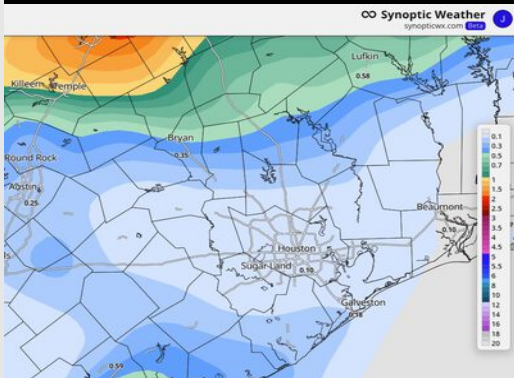 Synoptic Weather
synopticwx.com Beta
J
Lufkin
0.58
Killeen Temple
Bryan
0.35
Round Rock
Austin
0.25
ls
Beaumont
0.10
Houston
Sugar Land
0.10
Galveston
0.18
0.59
0.1
0.3
0.5
0.7
1
1.5
2
2.5
3
3.5
4
4.5
5
5.5
6
8
10
12
14
16
18
20